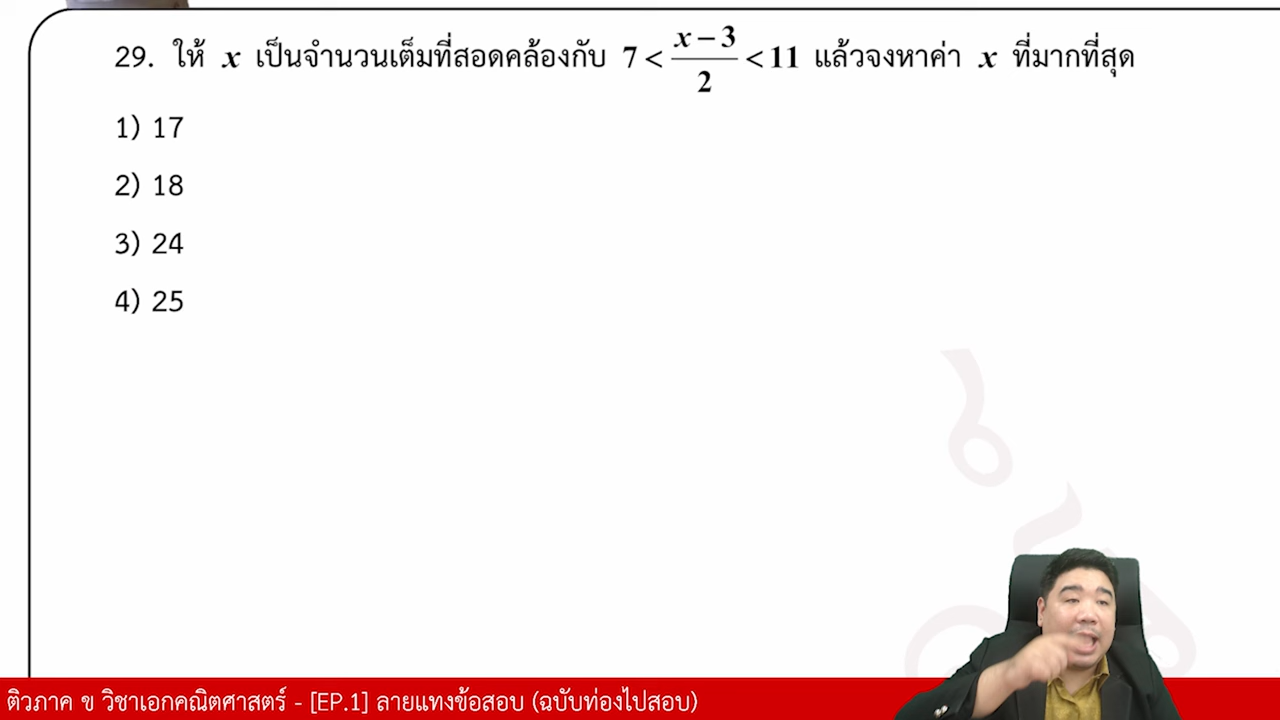 29. ให้ x เป็นจำนวนเต็มที่สอดคล้องกับ 7 < (x − 3)/2 < 11 แล้วจงหาค่า x ที่มากที่สุด
1) 17
2) 18
3) 24
4) 25
ติวภาค ข วิชาเอกคณิตศาสตร์ - [EP.1] ลายแทงข้อสอบ (ฉบับท่องไปสอบ)